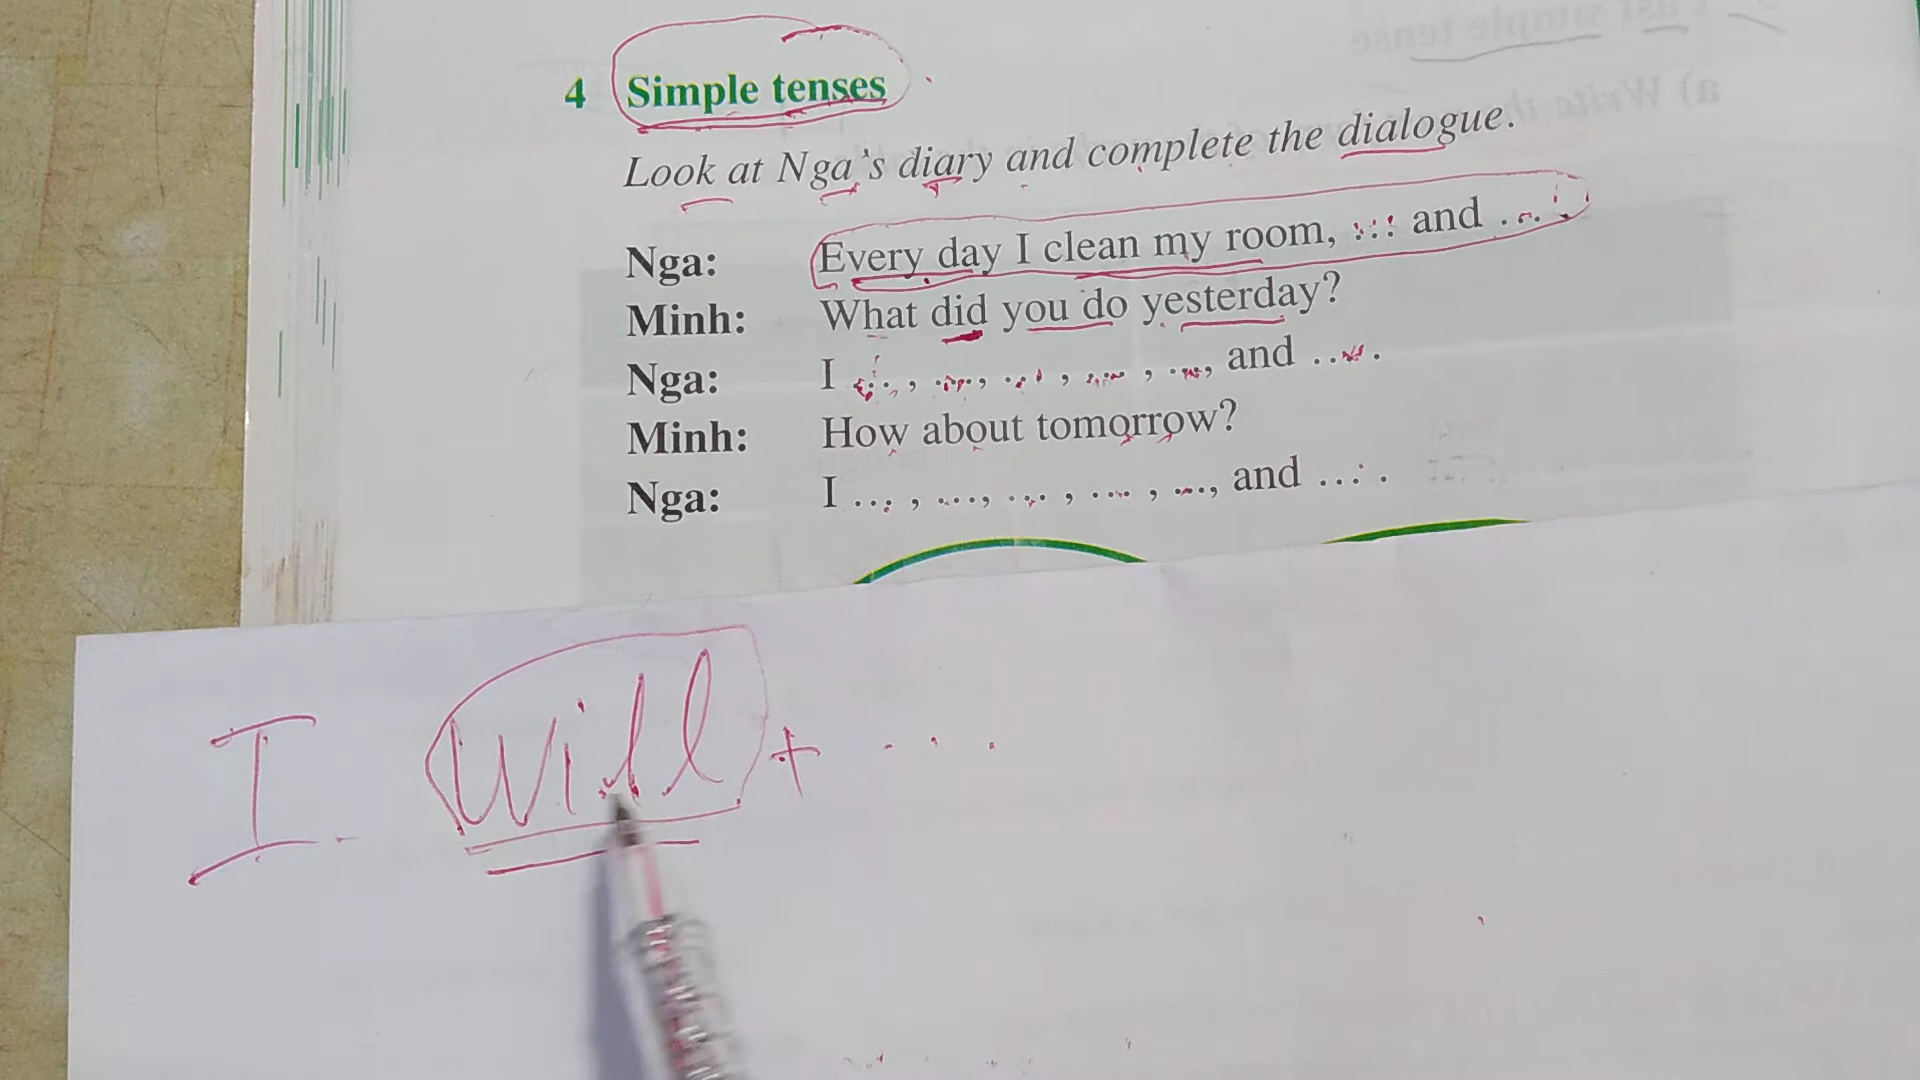 4 Simple tenses
Look at Nga's diary and complete the dialogue.
Nga: Every day I clean my room, ... and ... .
Minh: What did you do yesterday?
Nga: I ... , ..., ... , ... , ..., and ... .
Minh: How about tomorrow?
Nga: I ... , ..., ... , ... , ..., and ... .
I will + ...